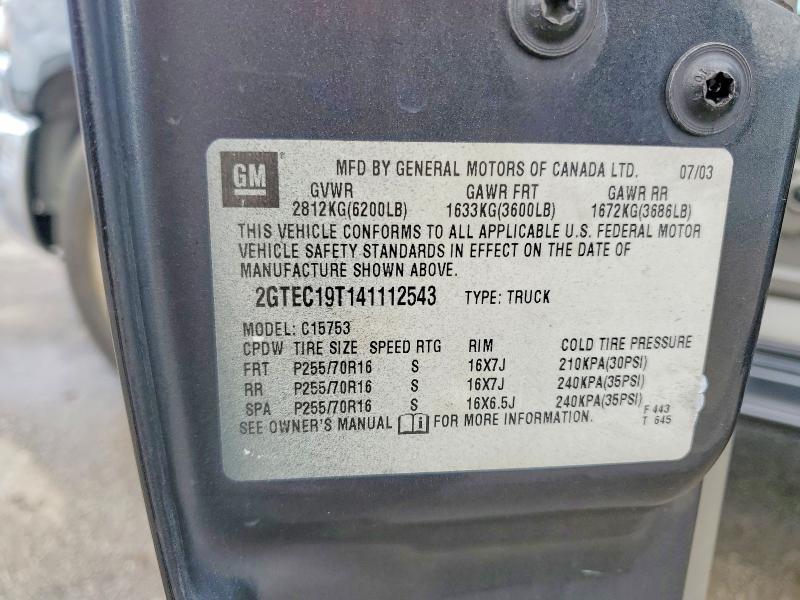 GM
MFD BY GENERAL MOTORS OF CANADA LTD. 07/03
GVWR GAWR FRT GAWR RR
2812KG(6200LB) 1633KG(3600LB) 1672KG(3686LB)
THIS VEHICLE CONFORMS TO ALL APPLICABLE U.S. FEDERAL MOTOR
VEHICLE SAFETY STANDARDS IN EFFECT ON THE DATE OF
MANUFACTURE SHOWN ABOVE.
2GTEC19T141112543 TYPE: TRUCK
MODEL: C15753
CPDW TIRE SIZE SPEED RTG RIM COLD TIRE PRESSURE
FRT P255/70R16 S 16X7J 210KPA(30PSI)
RR P255/70R16 S 16X7J 240KPA(35PSI)
SPA P255/70R16 S 16X6.5J 240KPA(35PSI)
F 443
SEE OWNER'S MANUAL FOR MORE INFORMATION. T 645